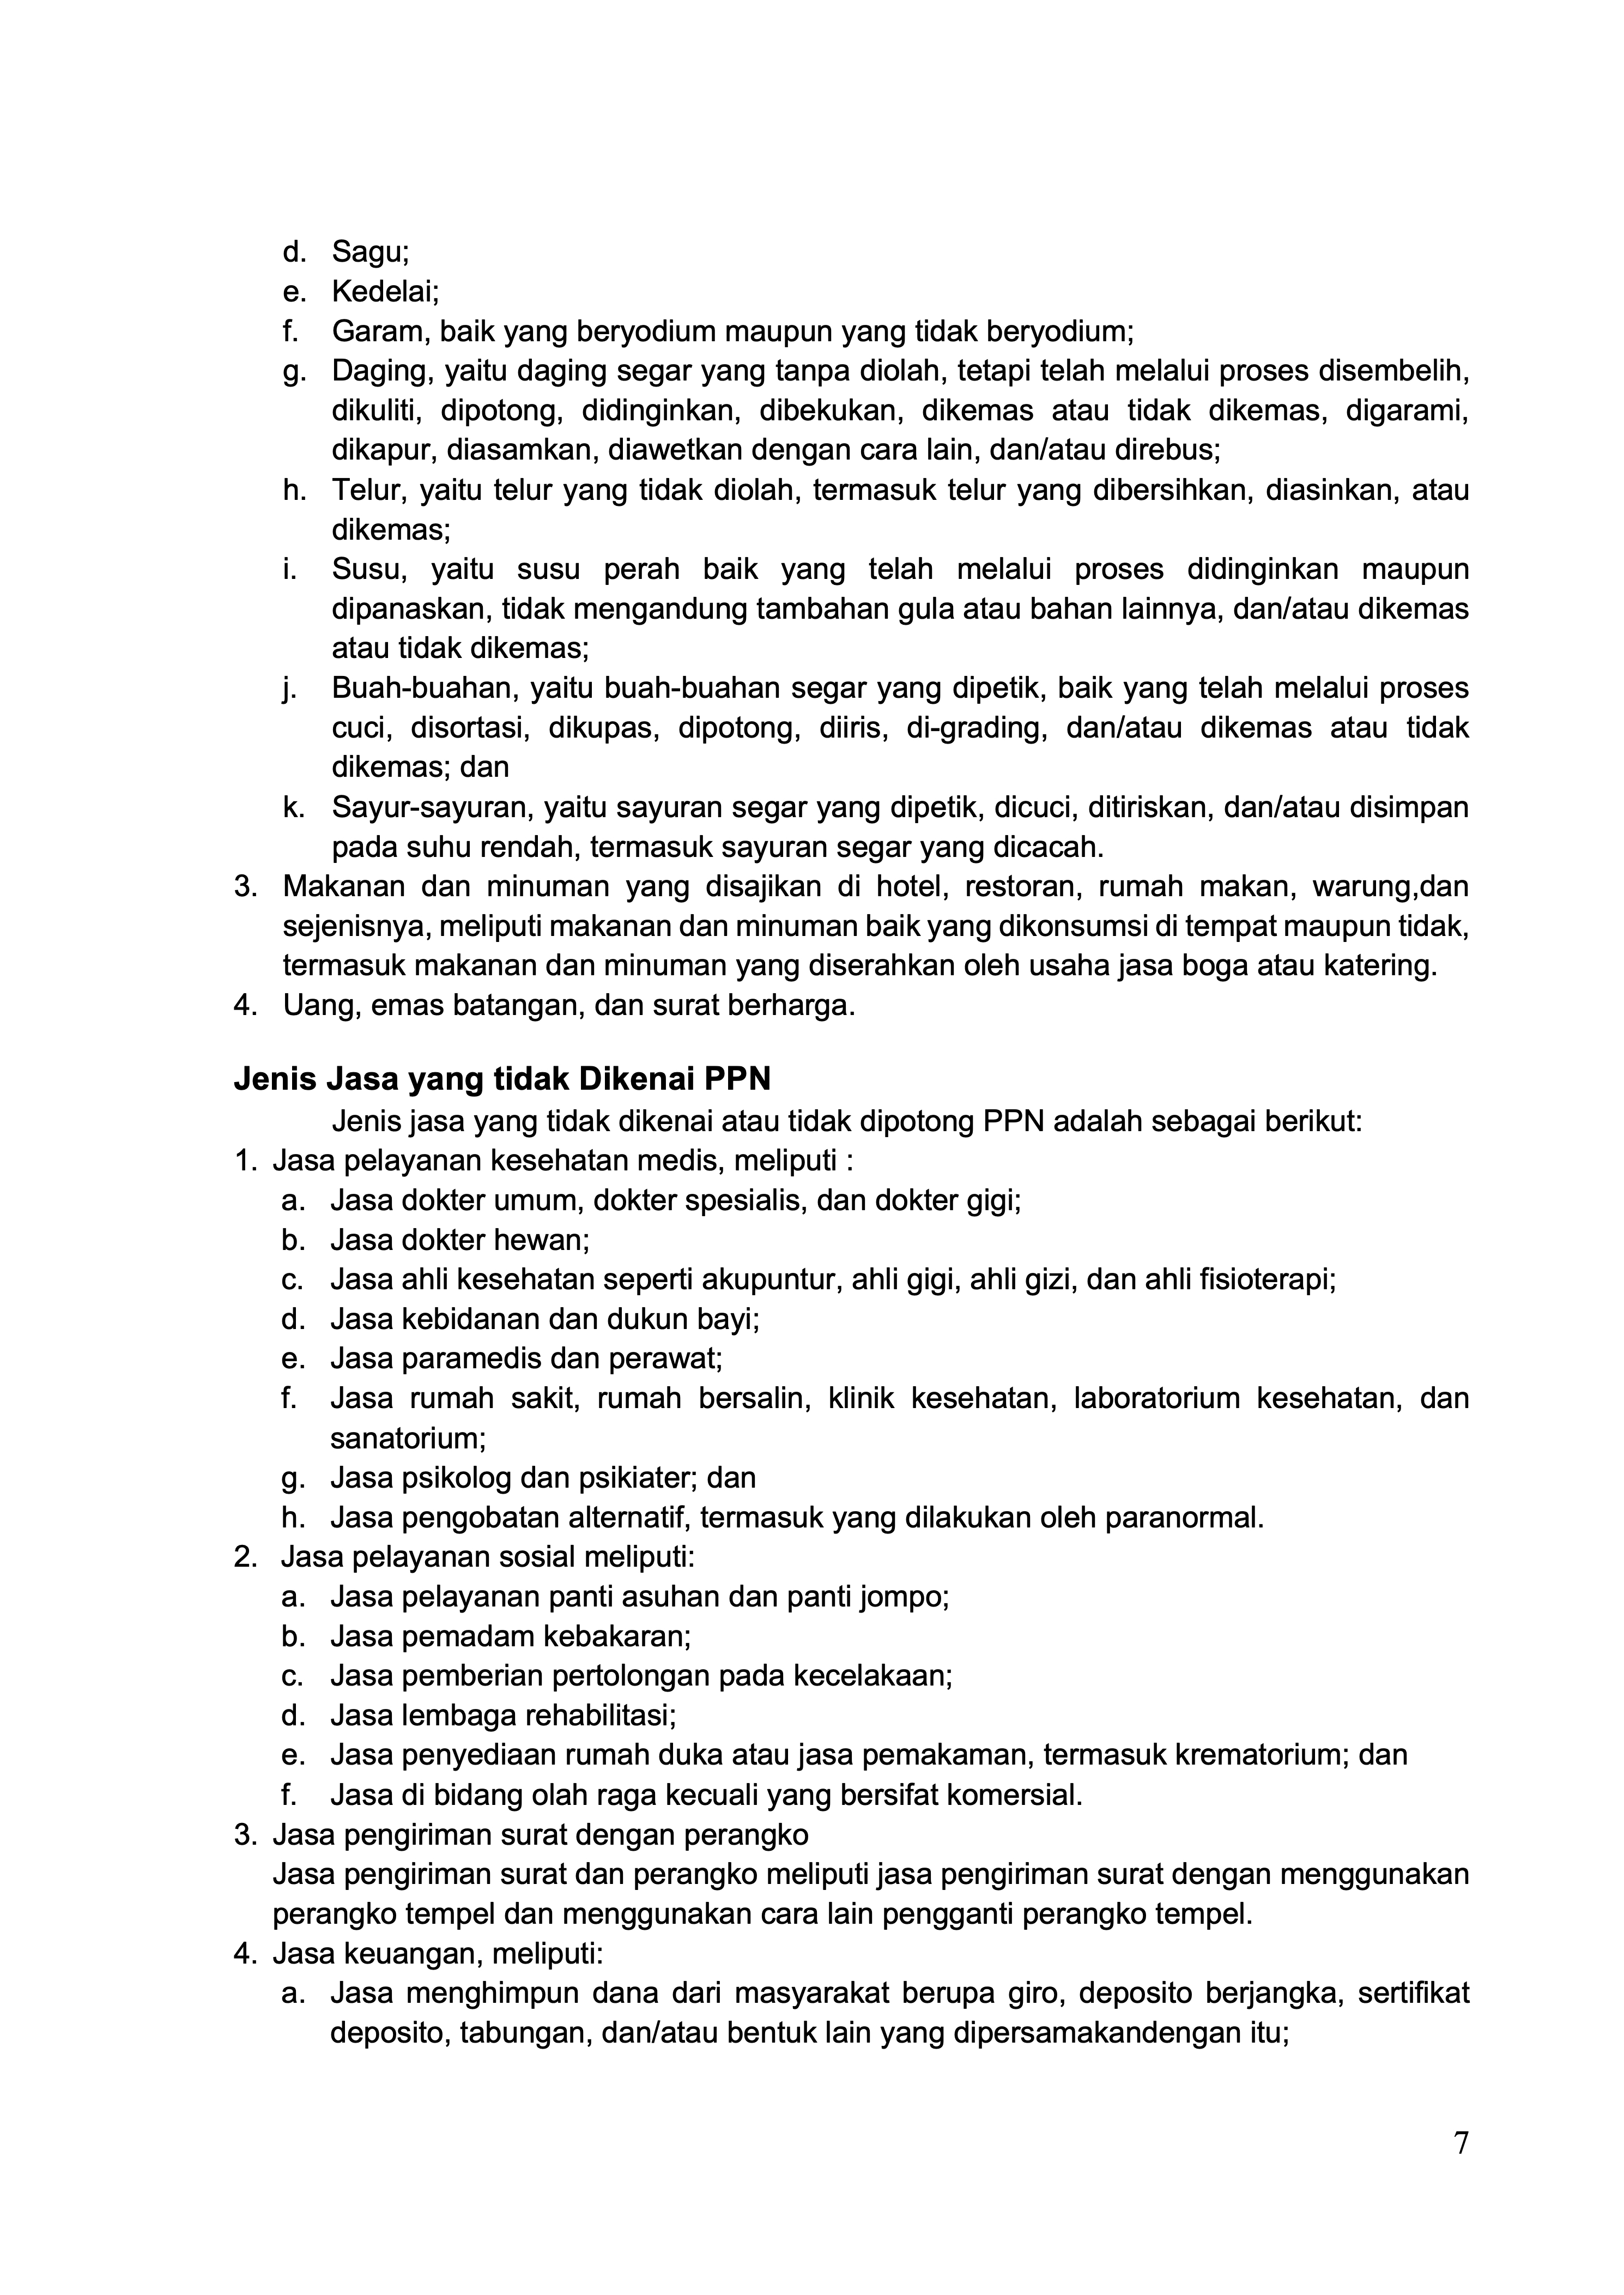 d. Sagu;
e. Kedelai;
f. Garam, baik yang beryodium maupun yang tidak beryodium;
g. Daging, yaitu daging segar yang tanpa diolah, tetapi telah melalui proses disembelih,
dikuliti, dipotong, didinginkan, dibekukan, dikemas atau tidak dikemas, digarami,
dikapur, diasamkan, diawetkan dengan cara lain, dan/atau direbus;
h. Telur, yaitu telur yang tidak diolah, termasuk telur yang dibersihkan, diasinkan, atau
dikemas;
i. Susu, yaitu susu perah baik yang telah melalui proses didinginkan maupun
dipanaskan, tidak mengandung tambahan gula atau bahan lainnya, dan/atau dikemas
atau tidak dikemas;
j. Buah-buahan, yaitu buah-buahan segar yang dipetik, baik yang telah melalui proses
cuci, disortasi, dikupas, dipotong, diiris, di-grading, dan/atau dikemas atau tidak
dikemas; dan
k. Sayur-sayuran, yaitu sayuran segar yang dipetik, dicuci, ditiriskan, dan/atau disimpan
pada suhu rendah, termasuk sayuran segar yang dicacah.
3. Makanan dan minuman yang disajikan di hotel, restoran, rumah makan, warung,dan
sejenisnya, meliputi makanan dan minuman baik yang dikonsumsi di tempat maupun tidak,
termasuk makanan dan minuman yang diserahkan oleh usaha jasa boga atau katering.
4. Uang, emas batangan, dan surat berharga.
Jenis Jasa yang tidak Dikenai PPN
Jenis jasa yang tidak dikenai atau tidak dipotong PPN adalah sebagai berikut:
1. Jasa pelayanan kesehatan medis, meliputi :
a. Jasa dokter umum, dokter spesialis, dan dokter gigi;
b. Jasa dokter hewan;
c. Jasa ahli kesehatan seperti akupuntur, ahli gigi, ahli gizi, dan ahli fisioterapi;
d. Jasa kebidanan dan dukun bayi;
e. Jasa paramedis dan perawat;
f. Jasa rumah sakit, rumah bersalin, klinik kesehatan, laboratorium kesehatan, dan
sanatorium;
g. Jasa psikolog dan psikiater; dan
h. Jasa pengobatan alternatif, termasuk yang dilakukan oleh paranormal.
2. Jasa pelayanan sosial meliputi:
a. Jasa pelayanan panti asuhan dan panti jompo;
b. Jasa pemadam kebakaran;
c. Jasa pemberian pertolongan pada kecelakaan;
d. Jasa lembaga rehabilitasi;
e. Jasa penyediaan rumah duka atau jasa pemakaman, termasuk krematorium; dan
f. Jasa di bidang olah raga kecuali yang bersifat komersial.
3. Jasa pengiriman surat dengan perangko
Jasa pengiriman surat dan perangko meliputi jasa pengiriman surat dengan menggunakan
perangko tempel dan menggunakan cara lain pengganti perangko tempel.
4. Jasa keuangan, meliputi:
a. Jasa menghimpun dana dari masyarakat berupa giro, deposito berjangka, sertifikat
deposito, tabungan, dan/atau bentuk lain yang dipersamakandengan itu;
7